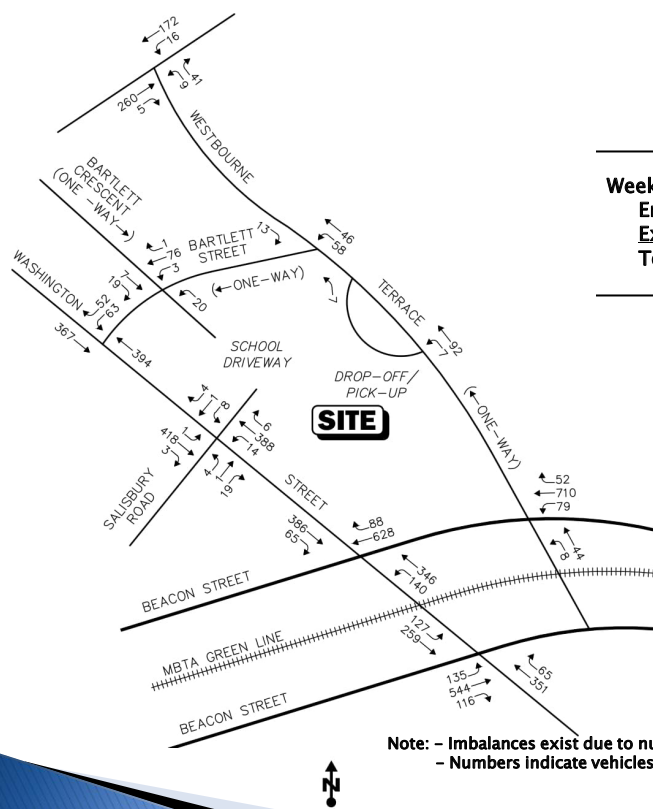 172
16
41
9
260
5
WESTBOURNE
BARTLETT
CRESCENT
(ONE -WAY→)
1
76
3
BARTLETT
STREET
13
46
58
(←ONE-WAY)
7
19
20
52
63
WASHINGTON
367
394
7
TERRACE
92
7
SCHOOL
DRIVEWAY
DROP-OFF/
PICK-UP
SITE
(←ONE-WAY)
4
1
8
6
388
14
1
418
3
4
1
19
SALISBURY
ROAD
STREET
386
65
88
628
52
710
79
44
8
BEACON STREET
346
140
MBTA GREEN LINE
127
259
135
544
116
65
351
BEACON STREET
Week
Note: - Imbalances exist due to
- Numbers indicate vehicles
N